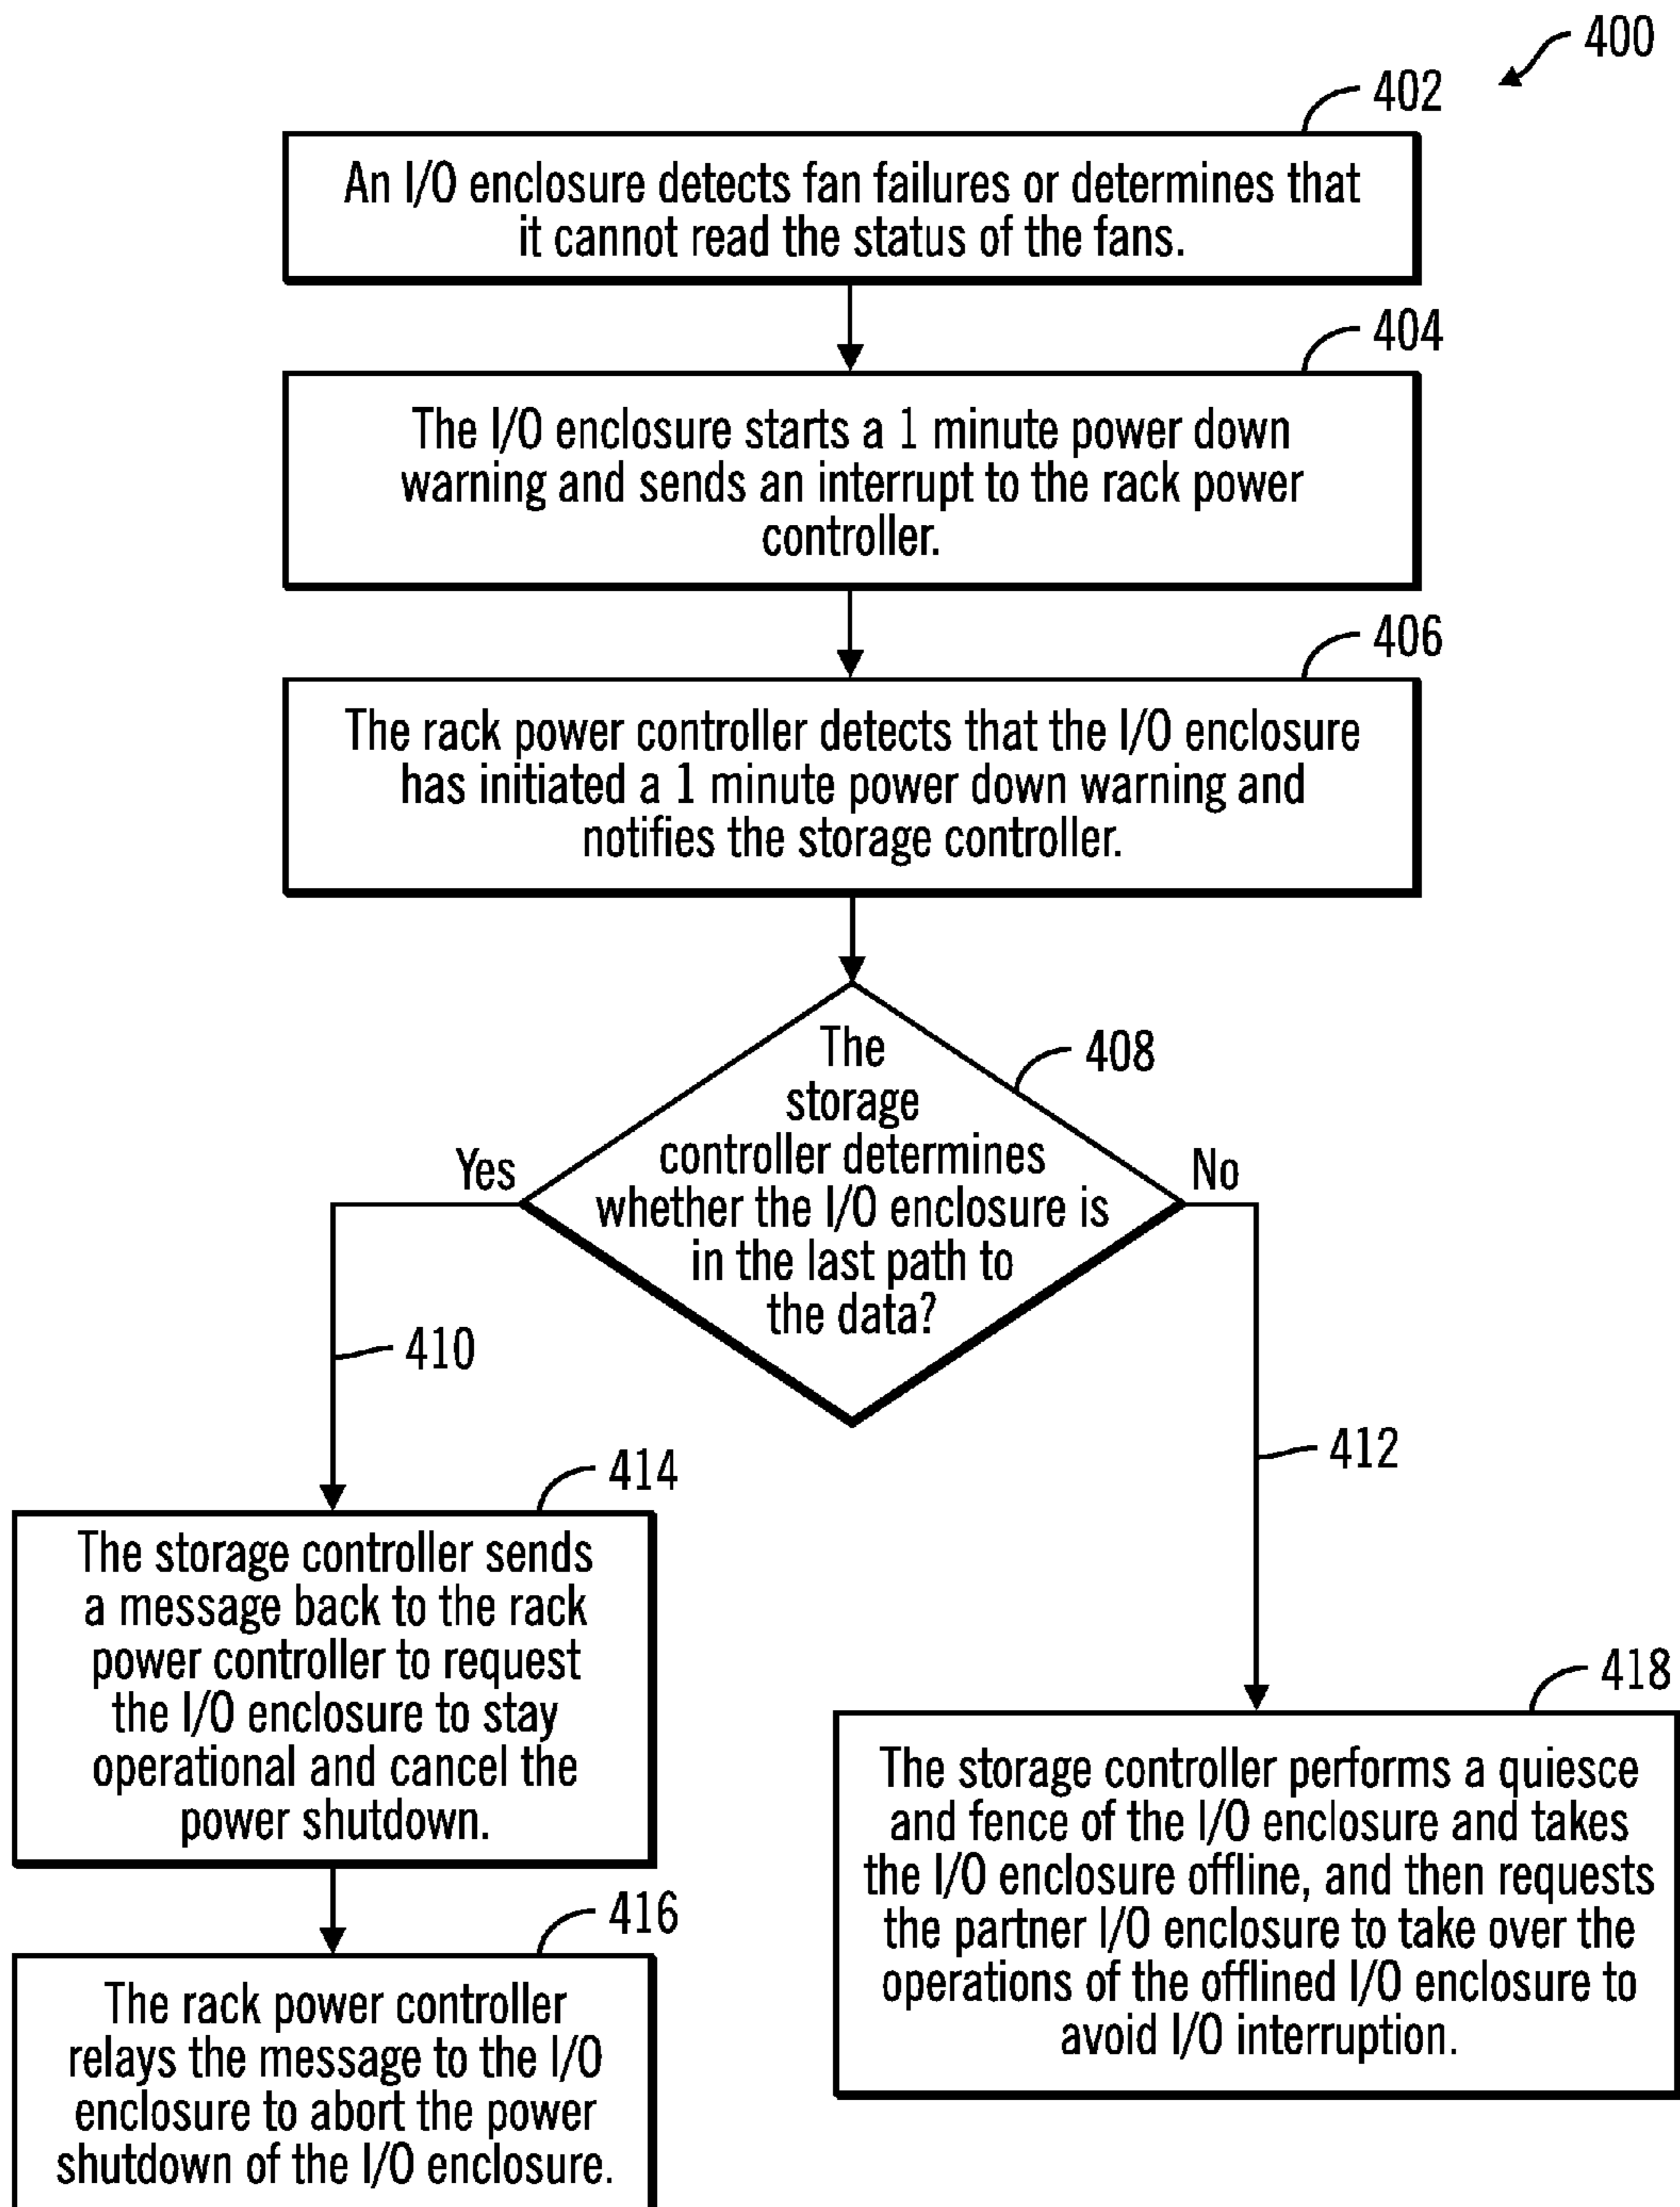 400
402
An I/O enclosure detects fan failures or determines that
it cannot read the status of the fans.
404
The I/O enclosure starts a 1 minute power down
warning and sends an interrupt to the rack power
controller.
406
The rack power controller detects that the I/O enclosure
has initiated a 1 minute power down warning and
notifies the storage controller.
408
The
storage
controller determines
whether the I/O enclosure is
in the last path to
the data?
Yes
No
410
412
414
The storage controller sends
a message back to the rack
power controller to request
the I/O enclosure to stay
operational and cancel the
power shutdown.
416
The rack power controller
relays the message to the I/O
enclosure to abort the power
shutdown of the I/O enclosure.
418
The storage controller performs a quiesce
and fence of the I/O enclosure and takes
the I/O enclosure offline, and then requests
the partner I/O enclosure to take over the
operations of the offlined I/O enclosure to
avoid I/O interruption.